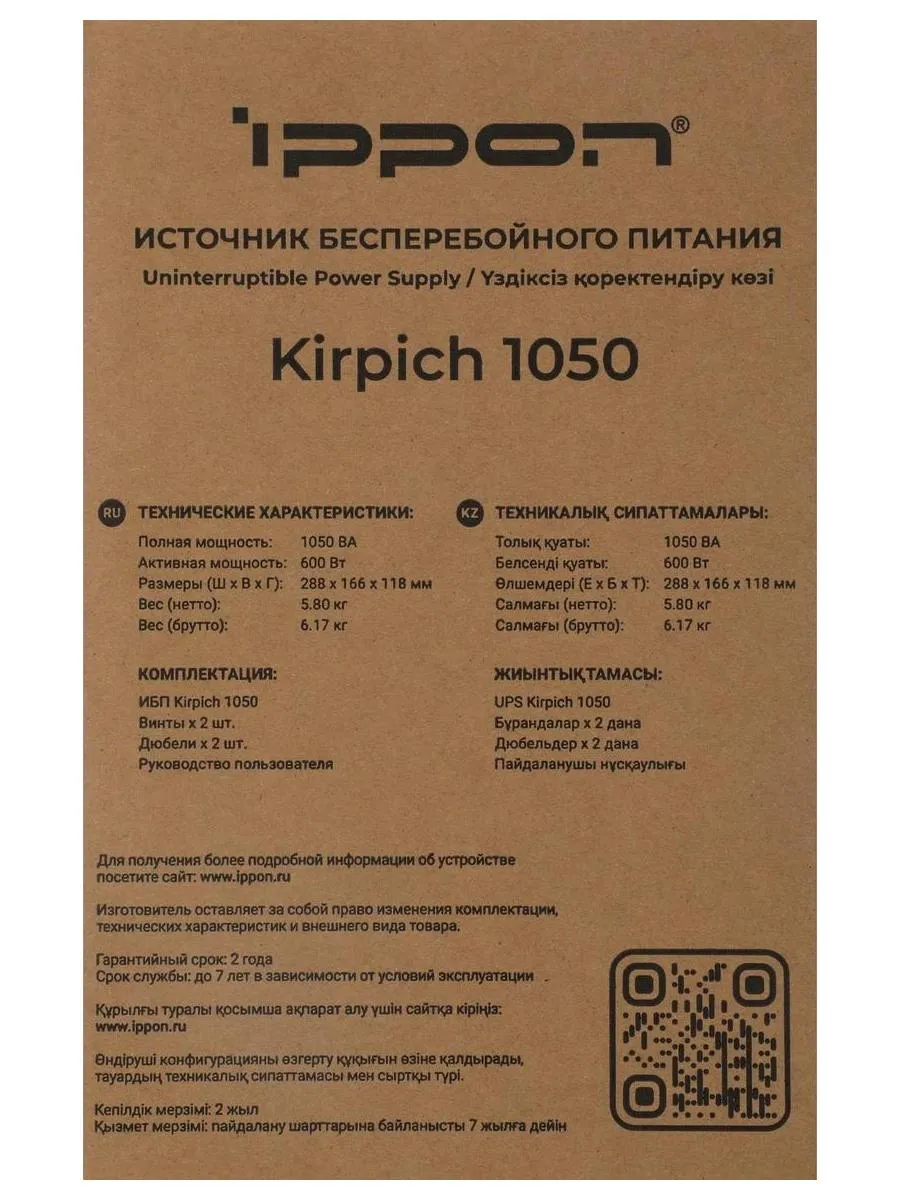 ippon®
ИСТОЧНИК БЕСПЕРЕБОЙНОГО ПИТАНИЯ
Uninterruptible Power Supply / Үздіксіз қоректендіру көзі
Kirpich 1050
RU ТЕХНИЧЕСКИЕ ХАРАКТЕРИСТИКИ:
Полная мощность: 1050 ВА
Активная мощность: 600 Вт
Размеры (Ш х В х Г): 288 х 166 х 118 мм
Вес (нетто): 5.80 кг
Вес (брутто): 6.17 кг
КОМПЛЕКТАЦИЯ:
ИБП Kirpich 1050
Винты х 2 шт.
Дюбели х 2 шт.
Руководство пользователя
KZ ТЕХНИКАЛЫҚ СИПАТТАМАЛАРЫ:
Толық қуаты: 1050 ВА
Белсенді қуаты: 600 Вт
Өлшемдері (Е х Б х Т): 288 х 166 х 118 мм
Салмағы (нетто): 5.80 кг
Салмағы (брутто): 6.17 кг
ЖИЫНТЫҚТАМАСЫ:
UPS Kirpich 1050
Бұрандалар х 2 дана
Дюбельдер х 2 дана
Пайдаланушы нұсқаулығы
Для получения более подробной информации об устройстве
посетите сайт: www.ippon.ru
Изготовитель оставляет за собой право изменения комплектации,
технических характеристик и внешнего вида товара.
Гарантийный срок: 2 года
Срок службы: до 7 лет в зависимости от условий эксплуатации .
Құрылғы туралы қосымша ақпарат алу үшін сайтқа кіріңіз:
www.ippon.ru
Өндіруші конфигурацияны өзгерту құқығын өзіне қалдырады,
тауардың техникалық сипаттамасы мен сыртқы түрі.
Кепілдік мерзімі: 2 жыл
Қызмет мерзімі: пайдалану шарттарына байланысты 7 жылға дейін